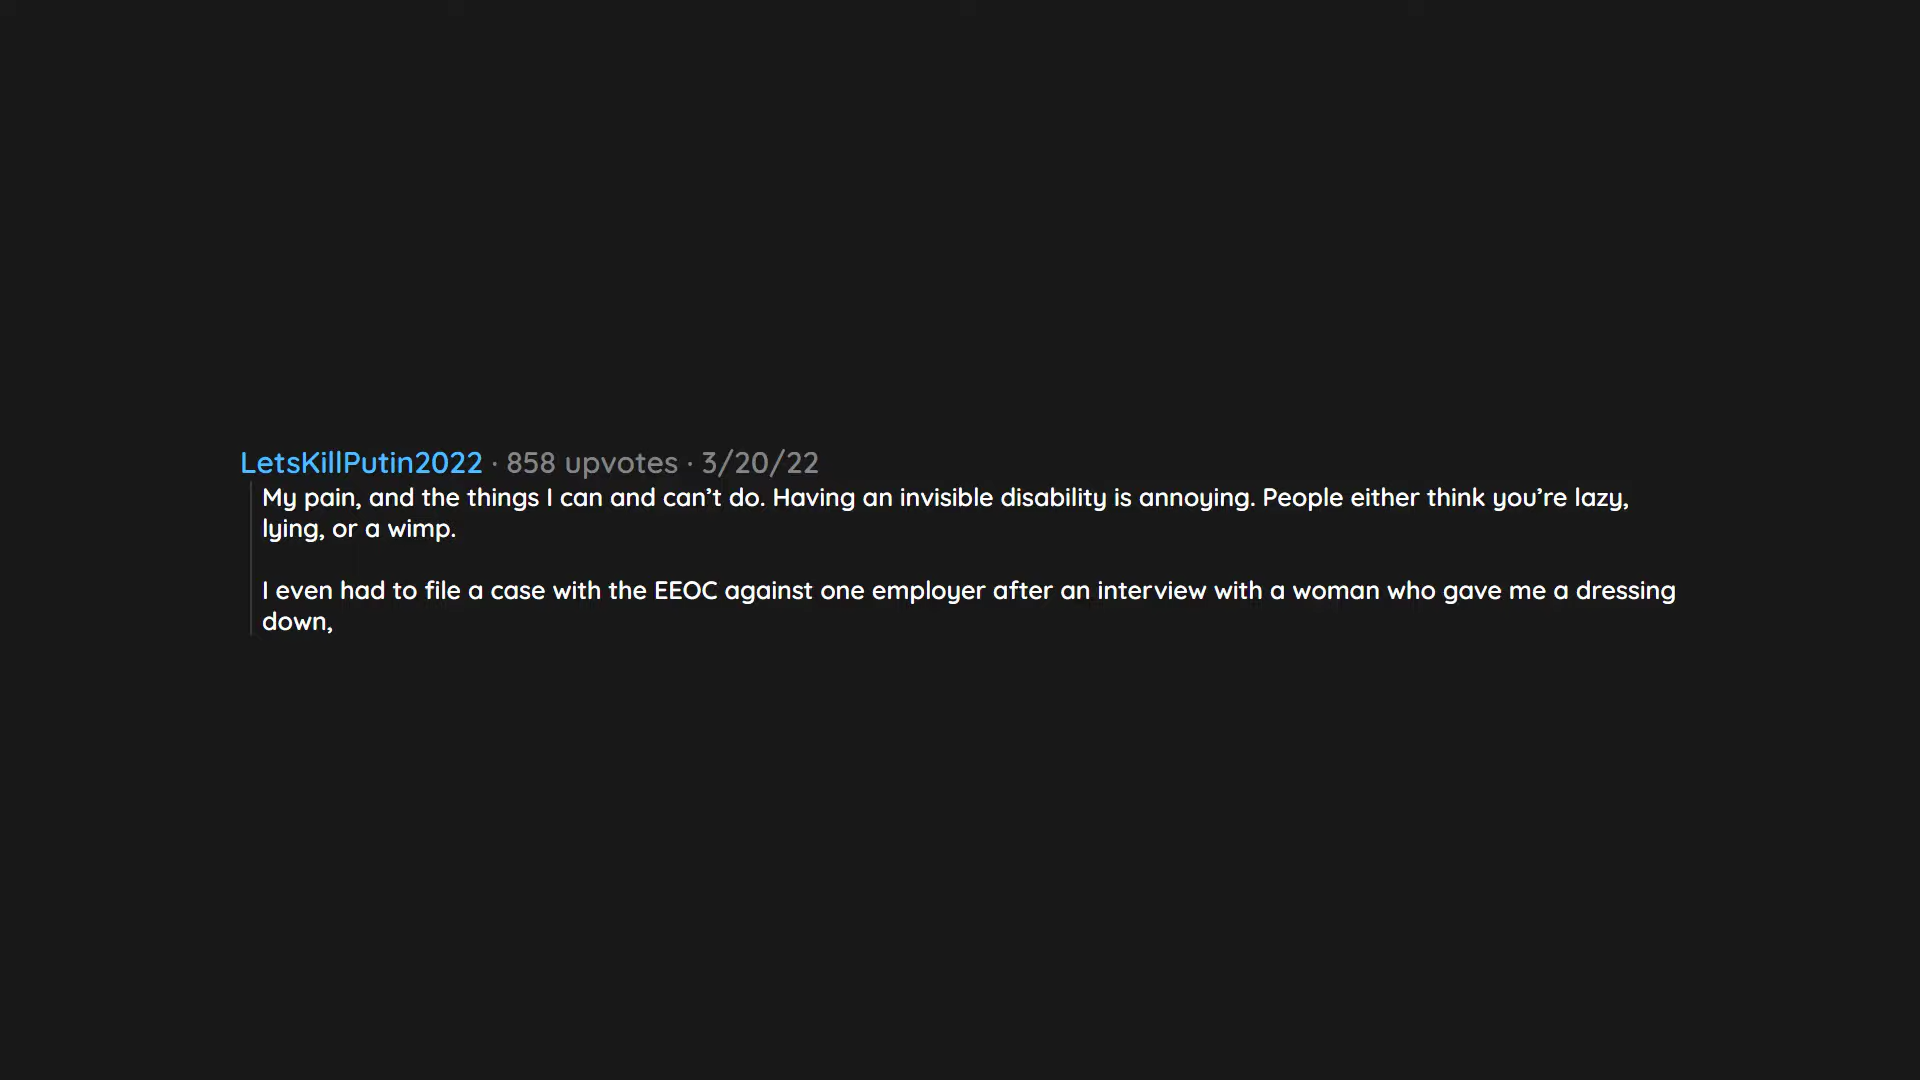 LetsKillPutin2022 · 858 upvotes · 3/20/22
My pain, and the things I can and can’t do. Having an invisible disability is annoying. People either think you’re lazy,
lying, or a wimp.
I even had to file a case with the EEOC against one employer after an interview with a woman who gave me a dressing
down,